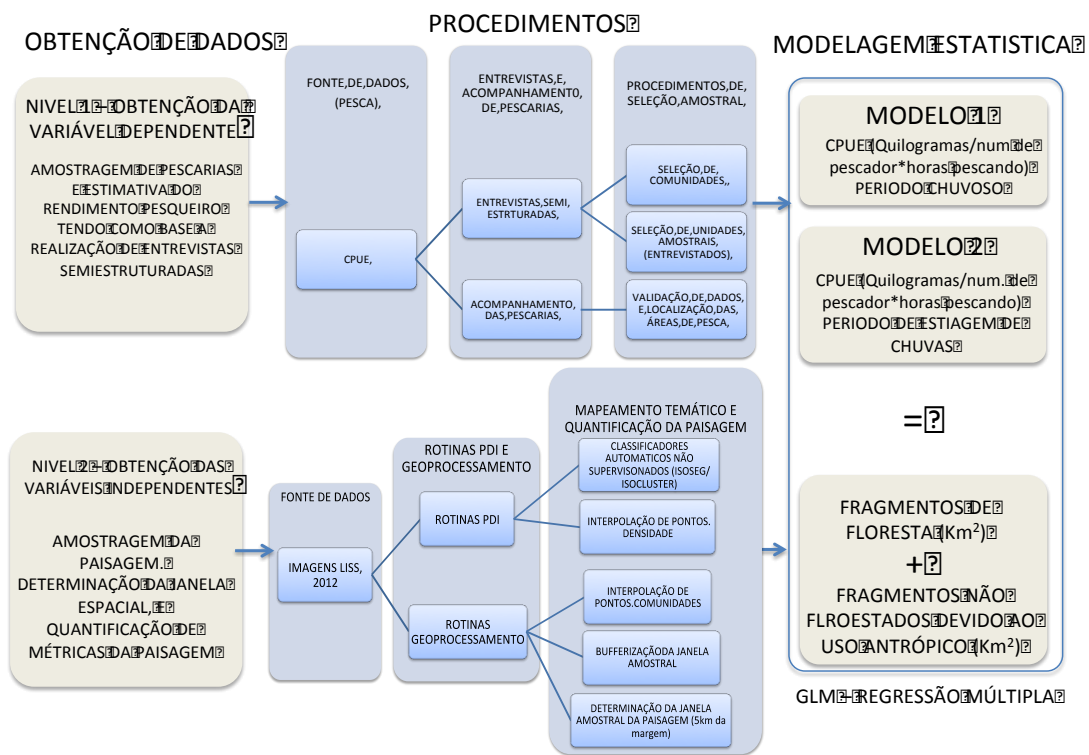 OBTENÇÃO DE DADOS
PROCEDIMENTOS
MODELAGEM ESTATISTICA
NIVEL 1 – OBTENÇÃO DA
VARIÁVEL DEPENDENTE
AMOSTRAGEM DE PESCARIAS
E ESTIMATIVA DO
RENDIMENTO PESQUEIRO
TENDO COMO BASE A
REALIZAÇÃO DE ENTREVISTAS
SEMIESTRUTURADAS
FONTE,DE,DADOS,
(PESCA),
CPUE,
ENTREVISTAS,E,
ACOMPANHAMENT0,
DE,PESCARIAS,
ENTREVISTAS,SEMI,
ESTRTURADAS,
ACOMPANHAMENTO,
DAS,PESCARIAS,
PROCEDIMENTOS,DE,
SELEÇÃO,AMOSTRAL,
SELEÇÃO,DE,
COMUNIDADES,,
SELEÇÃO,DE,UNIDADES,
AMOSTRAIS,
(ENTREVISTADOS),
VALIDAÇÃO,DE,DADOS,
E,LOCALIZAÇÃO,DAS,
ÁREAS,DE,PESCA,
MODELO 1
CPUE (Quilogramas/num de
pescador*horas pescando)
PERIODO CHUVOSO
MODELO 2
CPUE (Quilogramas/num. de
pescador*horas pescando)
PERIODO DE ESTIAGEM DE
CHUVAS
=
FRAGMENTOS DE
FLORESTA (Km²)
+
FRAGMENTOS NÃO
FLROESTADOS DEVIDO AO
USO ANTRÓPICO (Km²)
GLM – REGRESSÃO MÚLTIPLA
NIVEL 2 – OBTENÇÃO DAS
VARIÁVEIS INDEPENDENTES
AMOSTRAGEM DA
PAISAGEM.
DETERMINAÇÃO DA JANELA
ESPACIAL, E
QUANTIFICAÇÃO DE
MÉTRICAS DA PAISAGEM
FONTE DE DADOS
IMAGENS LISS,
2012
ROTINAS PDI E
GEOPROCESSAMENTO
ROTINAS PDI
ROTINAS
GEOPROCESSAMENTO
MAPEAMENTO TEMÁTICO E
QUANTIFICAÇÃO DA PAISAGEM
CLASSIFICADORES
AUTOMATICOS NÃO
SUPERVISONADOS (ISOSEG/
ISOCLUSTER)
INTERPOLAÇÃO DE PONTOS.
DENSIDADE
INTERPOLAÇÃO DE
PONTOS.COMUNIDADES
BUFFERIZAÇÃODA JANELA
AMOSTRAL
DETERMINAÇÃO DA JANELA
AMOSTRAL DA PAISAGEM (5km da
margem)